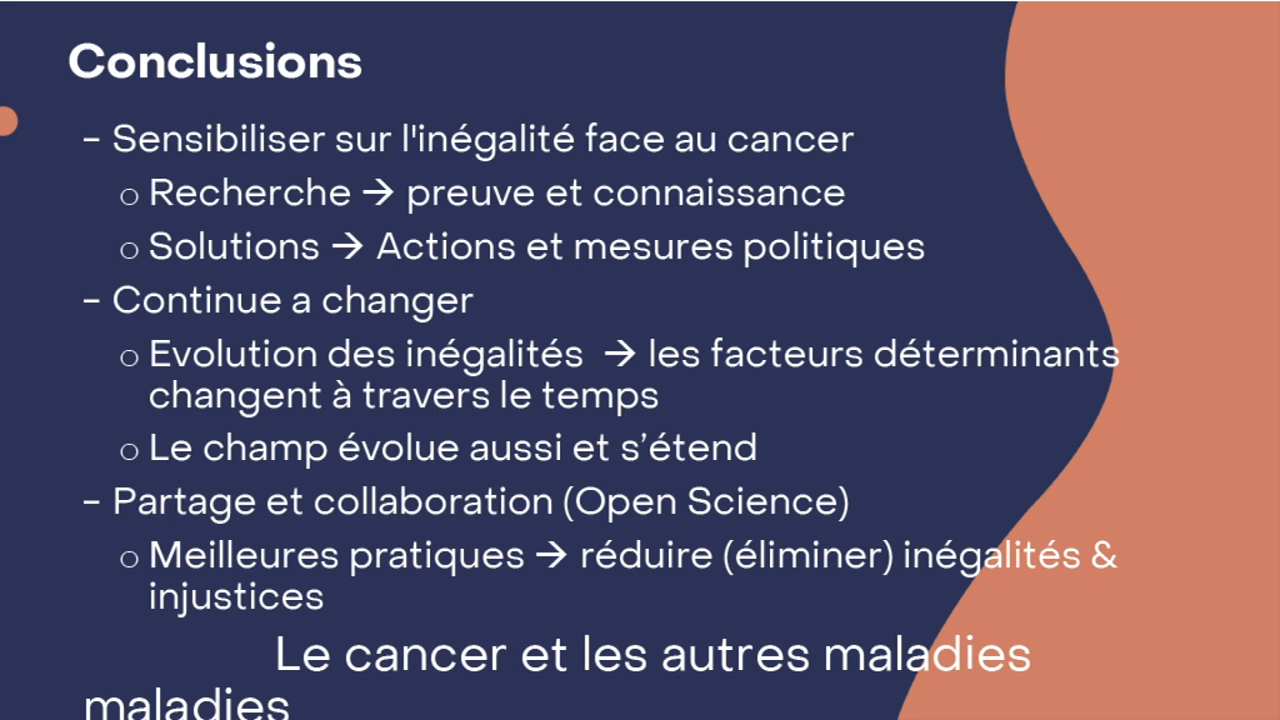 Conclusions
- Sensibiliser sur l'inégalité face au cancer
o Recherche → preuve et connaissance
o Solutions → Actions et mesures politiques
- Continue a changer
o Evolution des inégalités → les facteurs déterminants
changent à travers le temps
o Le champ évolue aussi et s’étend
- Partage et collaboration (Open Science)
o Meilleures pratiques → réduire (éliminer) inégalités &
injustices
Le cancer et les autres maladies
maladies